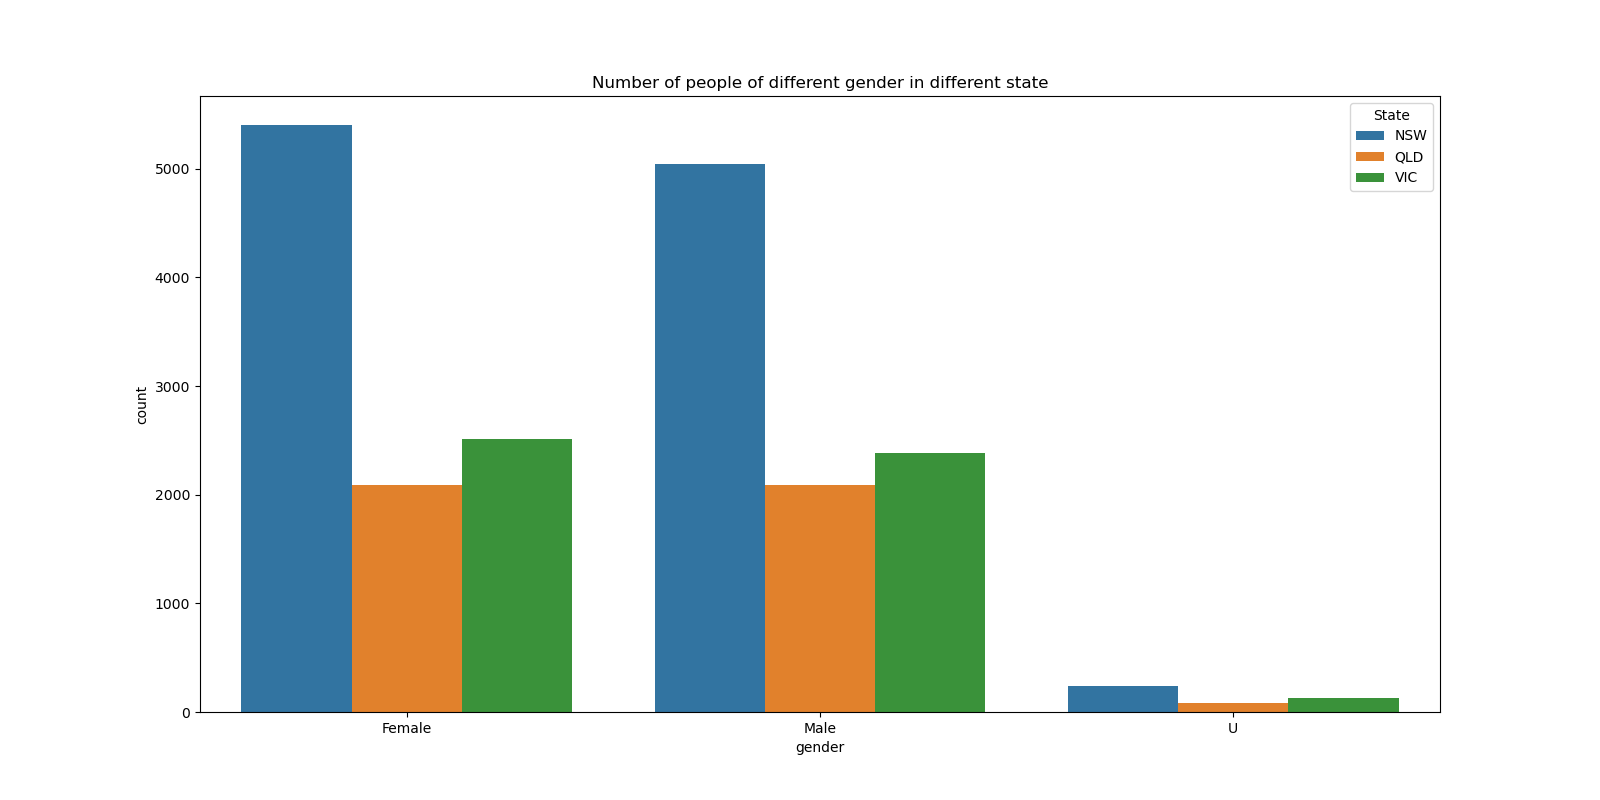 Number of people of different gender in different state
State
NSW
QLD
VIC
5000
4000
3000
2000
1000
0
count
Female
Male
U
gender